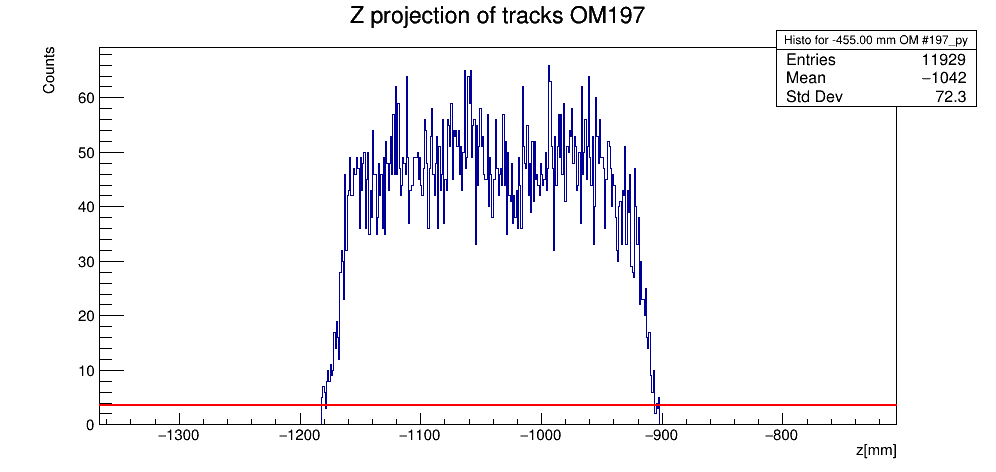 Z projection of tracks OM197
Histo for -455.00 mm OM #197_py
Entries 11929
Mean −1042
Std Dev 72.3
Counts
60
50
40
30
20
10
0
−1300 −1200 −1100 −1000 −900 −800
z[mm]